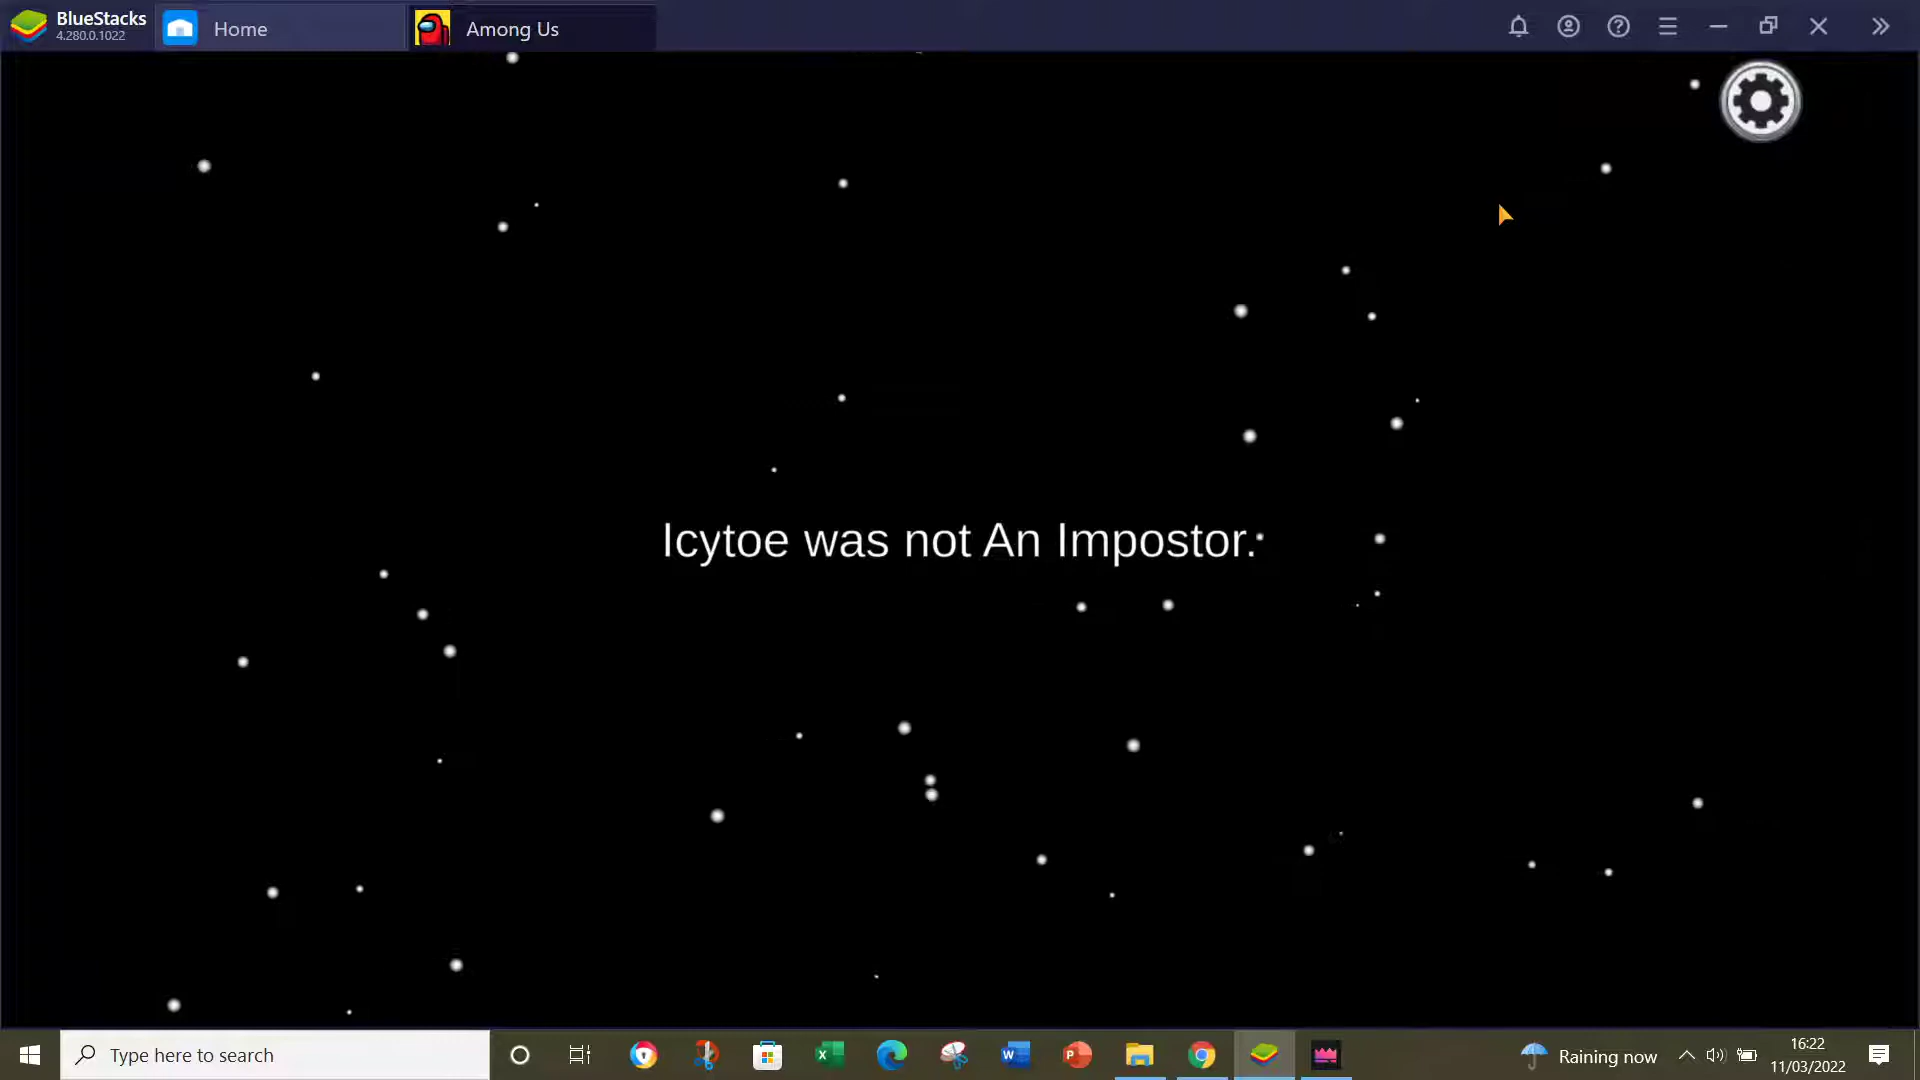 BlueStacks
4.280.0.1022
Home
Among Us
Icytoe was not An Impostor.
Type here to search
Raining now
16:22
11/03/2022